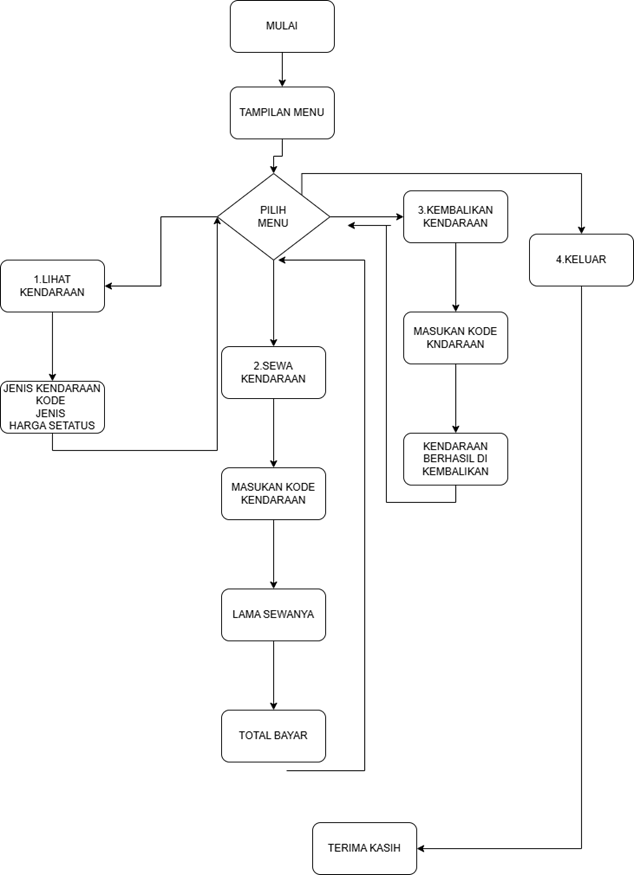 MULAI
TAMPILAN MENU
PILIH
MENU
1.LIHAT
KENDARAAN
JENIS KENDARAAN
KODE
JENIS
HARGA SETATUS
2.SEWA
KENDARAAN
MASUKAN KODE
KENDARAAN
LAMA SEWANYA
TOTAL BAYAR
3.KEMBALIKAN
KENDARAAN
MASUKAN KODE
KNDARAAN
KENDARAAN
BERHASIL DI
KEMBALIKAN
4.KELUAR
TERIMA KASIH